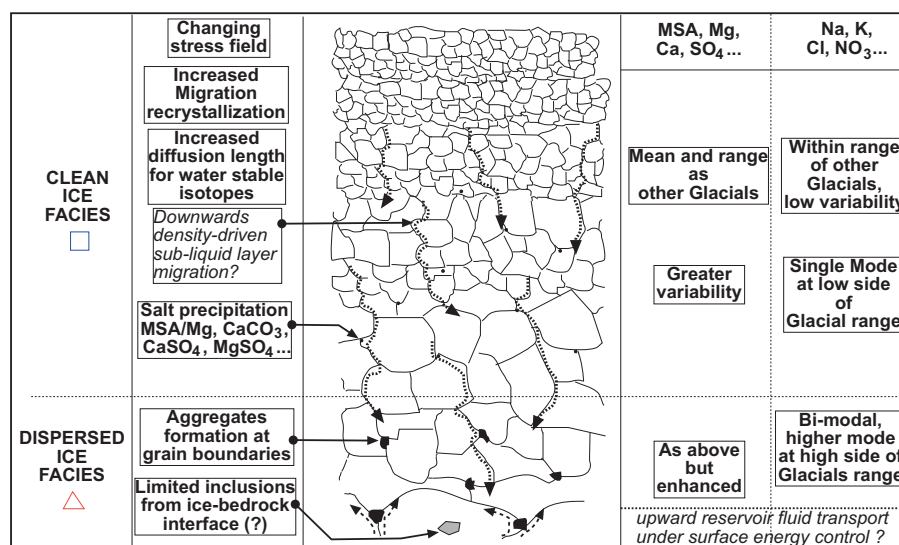 Changing
stress field
Increased
Migration
recrystallization
Increased
diffusion length
for water stable
isotopes
Downwards
density-driven
sub-liquid layer
migration?
Salt precipitation
MSA/Mg, CaCO3,
CaSO4, MgSO4 ...
Aggregates
formation at
grain boundaries
Limited inclusions
from ice-bedrock
interface (?)
CLEAN
ICE
FACIES
DISPERSED
ICE
FACIES
MSA, Mg,
Ca, SO4 ...
Mean and range
as
other Glacials
Greater
variability
As above
but
enhanced
Na, K,
Cl, NO3...
Within range
of other
Glacials,
low variability
Single Mode
at low side
of
Glacial range
Bi-modal,
higher mode
at high side of
Glacials range
upward reservoir fluid transport
under surface energy control ?